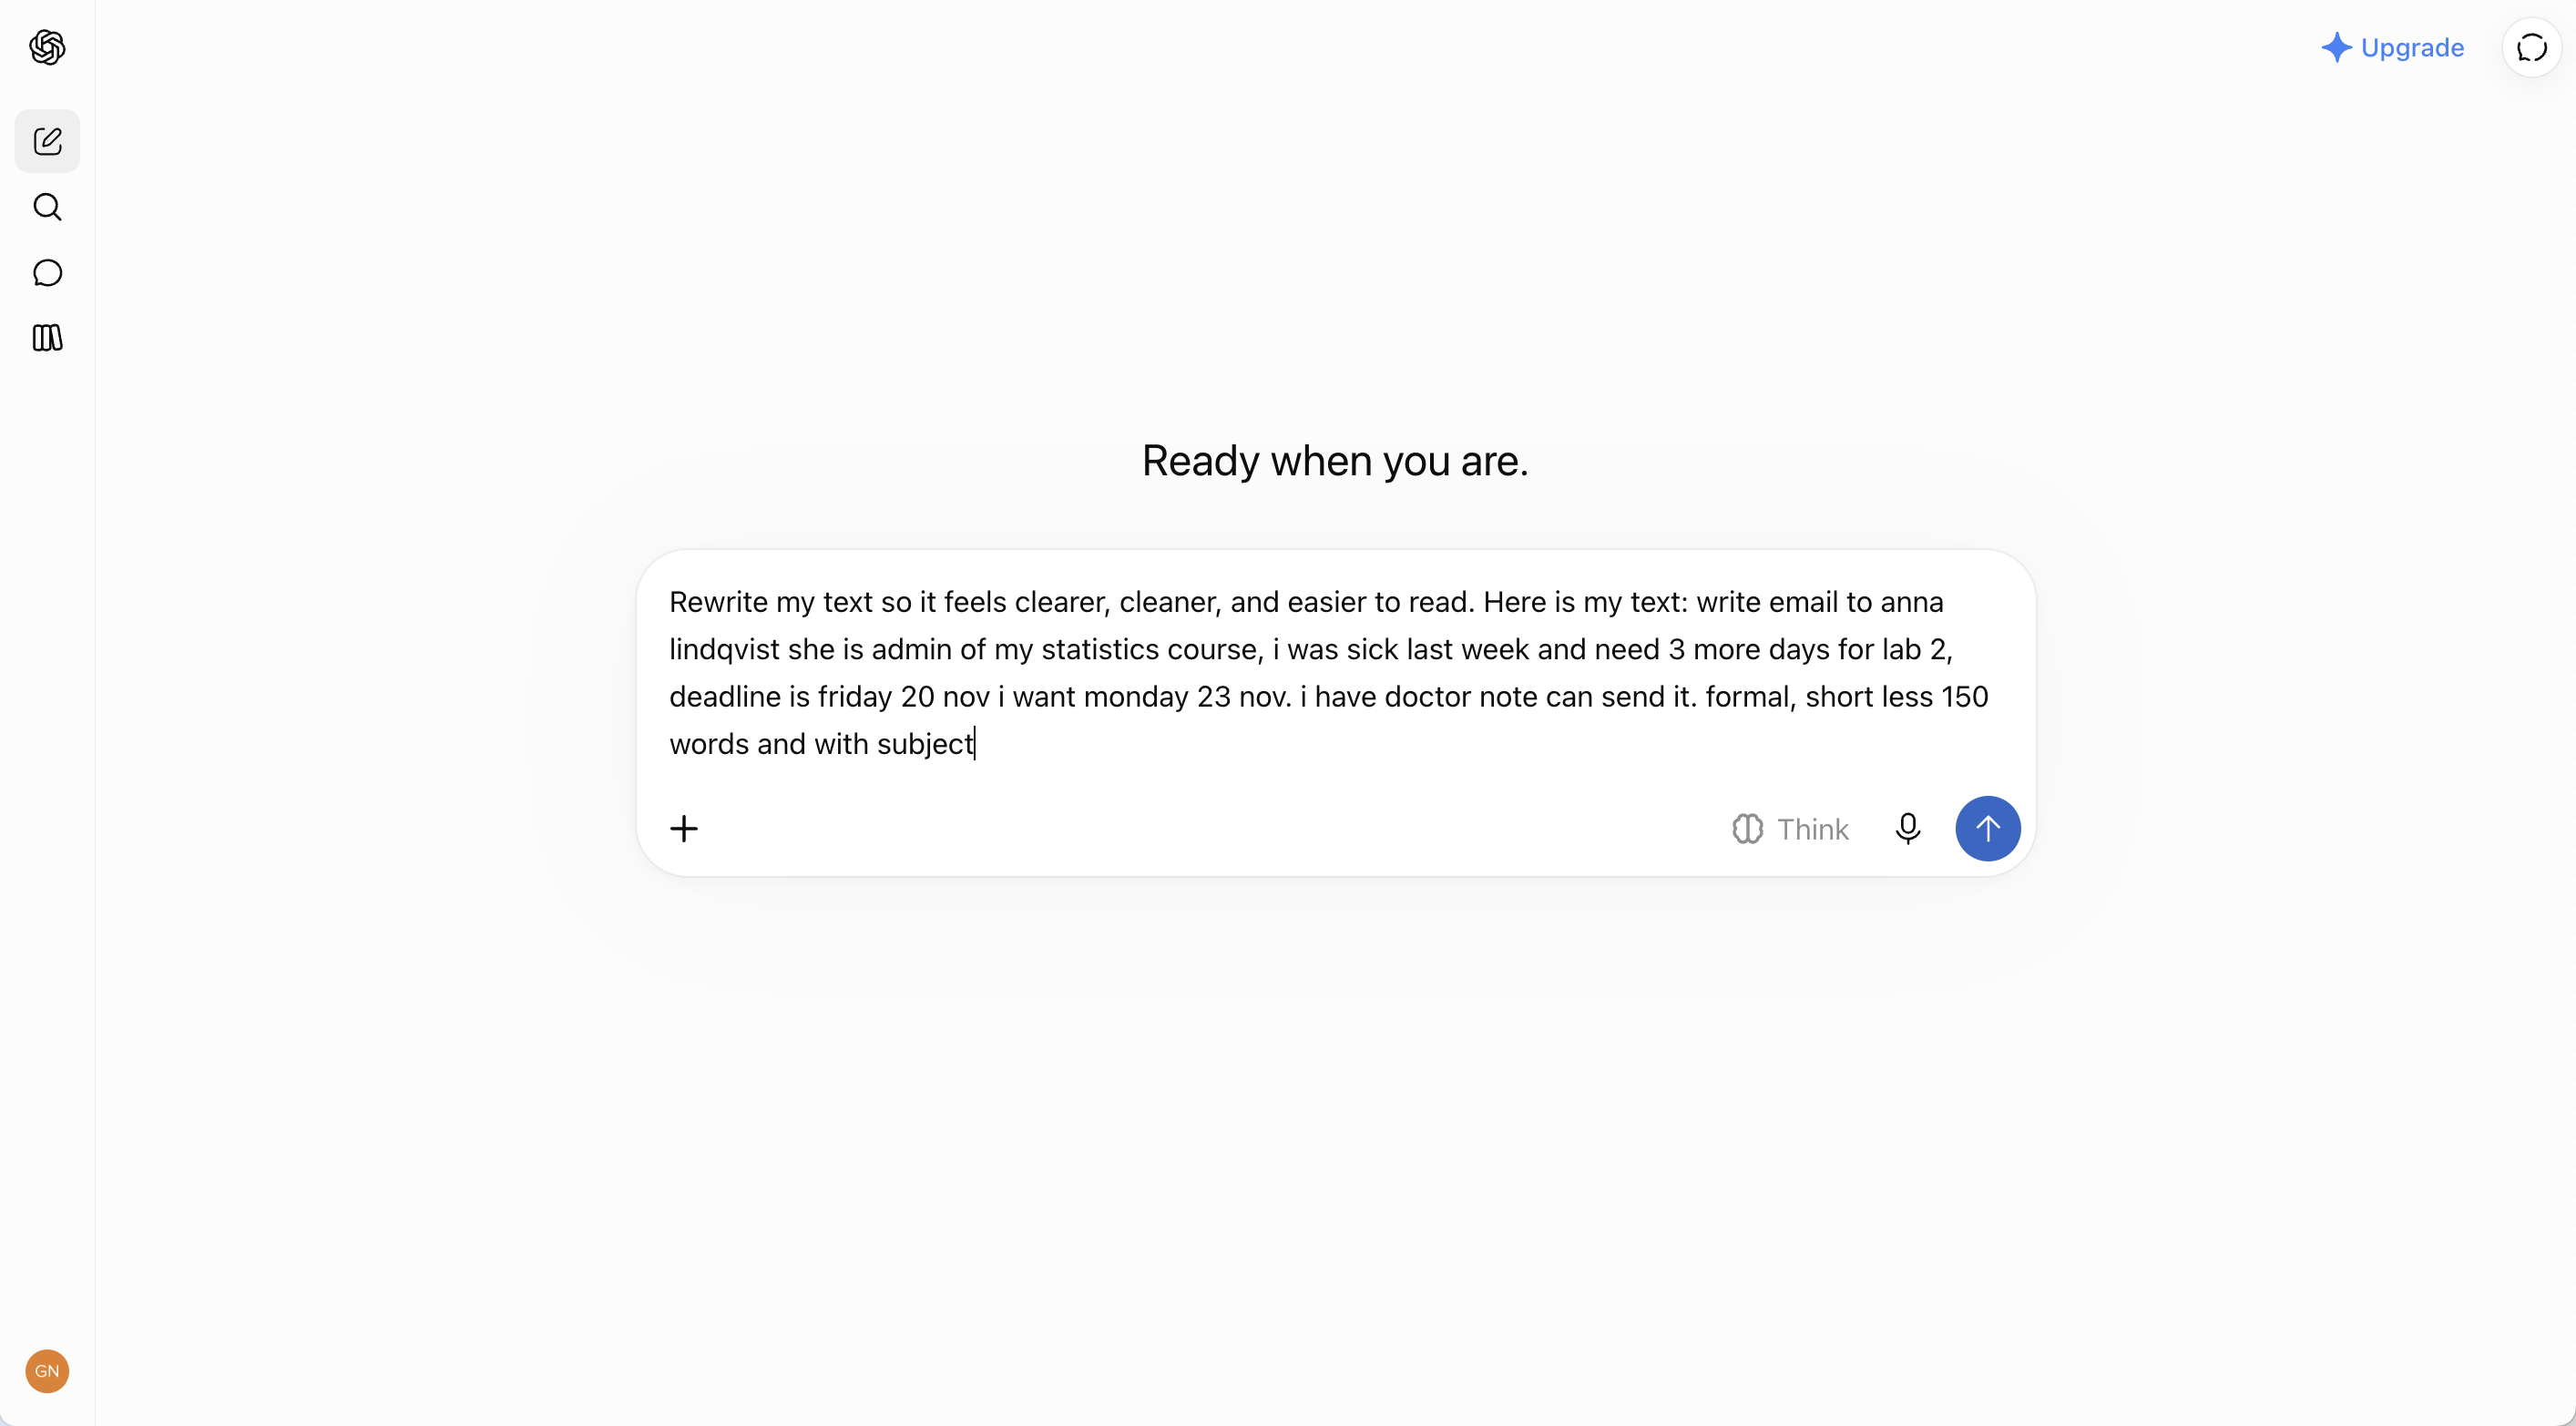 Upgrade
Ready when you are.
Rewrite my text so it feels clearer, cleaner, and easier to read. Here is my text: write email to anna
lindqvist she is admin of my statistics course, i was sick last week and need 3 more days for lab 2,
deadline is friday 20 nov i want monday 23 nov. i have doctor note can send it. formal, short less 150
words and with subject
Think
GN